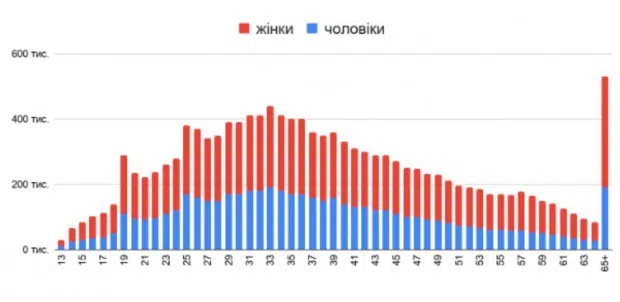 жінки чоловіки
600 тис.
400 тис.
200 тис.
0 тис.
13 15 17 19 21 23 25 27 29 31 33 35 37 39 41 43 45 47 49 51 53 55 57 59 61 63 65+